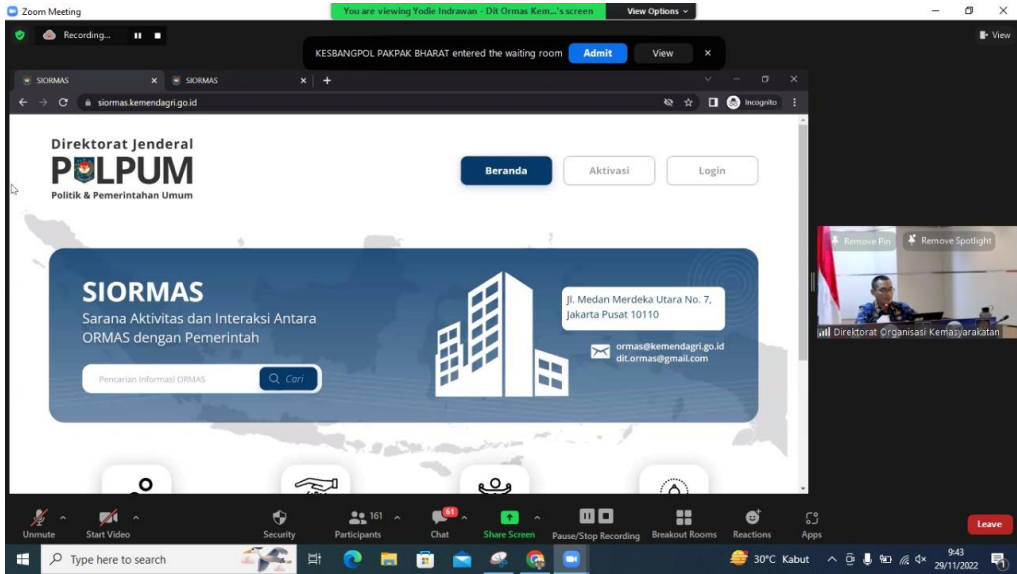 Zoom Meeting
You are viewing Yodie Indrawan - Dit Ormas Kem...'s screen
View Options
Recording...
View
KESBANGPOL PAKPAK BHARAT entered the waiting room
Admit
View
SIORMAS
SIORMAS
siormas.kemendagri.go.id
Incognito
Direktorat Jenderal
POLPUM
Politik & Pemerintahan Umum
Beranda
Aktivasi
Login
SIORMAS
Sarana Aktivitas dan Interaksi Antara
ORMAS dengan Pemerintah
Pencarian Informasi ORMAS
Cari
Jl. Medan Merdeka Utara No. 7,
Jakarta Pusat 10110
ormas@kemendagri.go.id
dit.ormas@gmail.com
Remove Pin
Remove Spotlight
Direktorat Organisasi Kemasyarakatan
Unmute
Start Video
Security
161
Participants
61
Chat
Share Screen
Pause/Stop Recording
Breakout Rooms
Reactions
Apps
Leave
Type here to search
30°C Kabut
9:43
29/11/2022
1